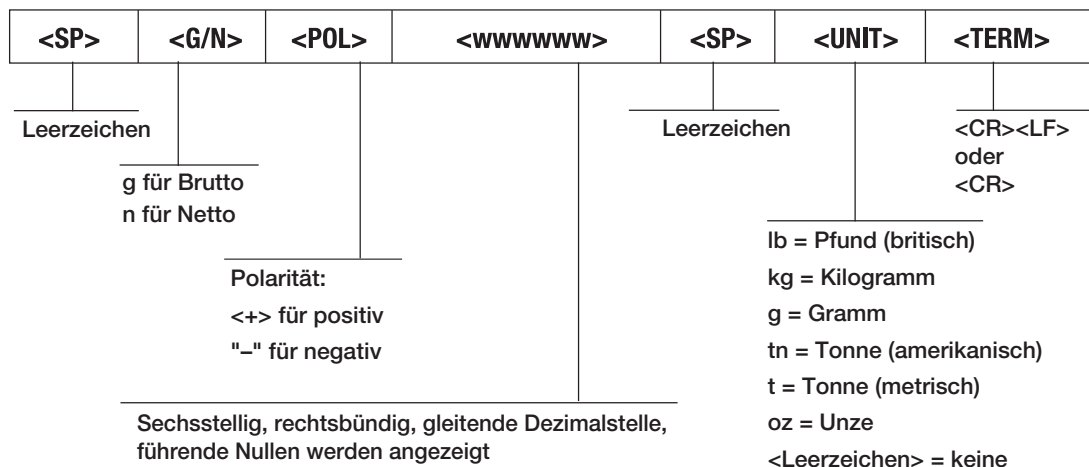 <SP> <G/N> <POL> <wwwwww> <SP> <UNIT> <TERM>
Leerzeichen
g für Brutto
n für Netto
Polarität:
<+> für positiv
"–" für negativ
Sechsstellig, rechtsbündig, gleitende Dezimalstelle,
führende Nullen werden angezeigt
Leerzeichen
lb = Pfund (britisch)
kg = Kilogramm
g = Gramm
tn = Tonne (amerikanisch)
t = Tonne (metrisch)
oz = Unze
<Leerzeichen> = keine
<CR><LF>
oder
<CR>